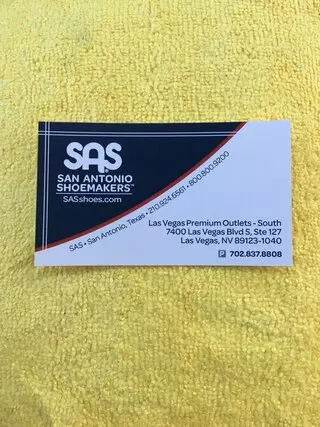 SAS
SAN ANTONIO
SHOEMAKERS™
SASshoes.com
SAS • San Antonio, Texas • 210.924.6561 • 800.800.9200
Las Vegas Premium Outlets - South
7400 Las Vegas Blvd S, Ste 127
Las Vegas, NV 89123-1040
P 702.837.8808